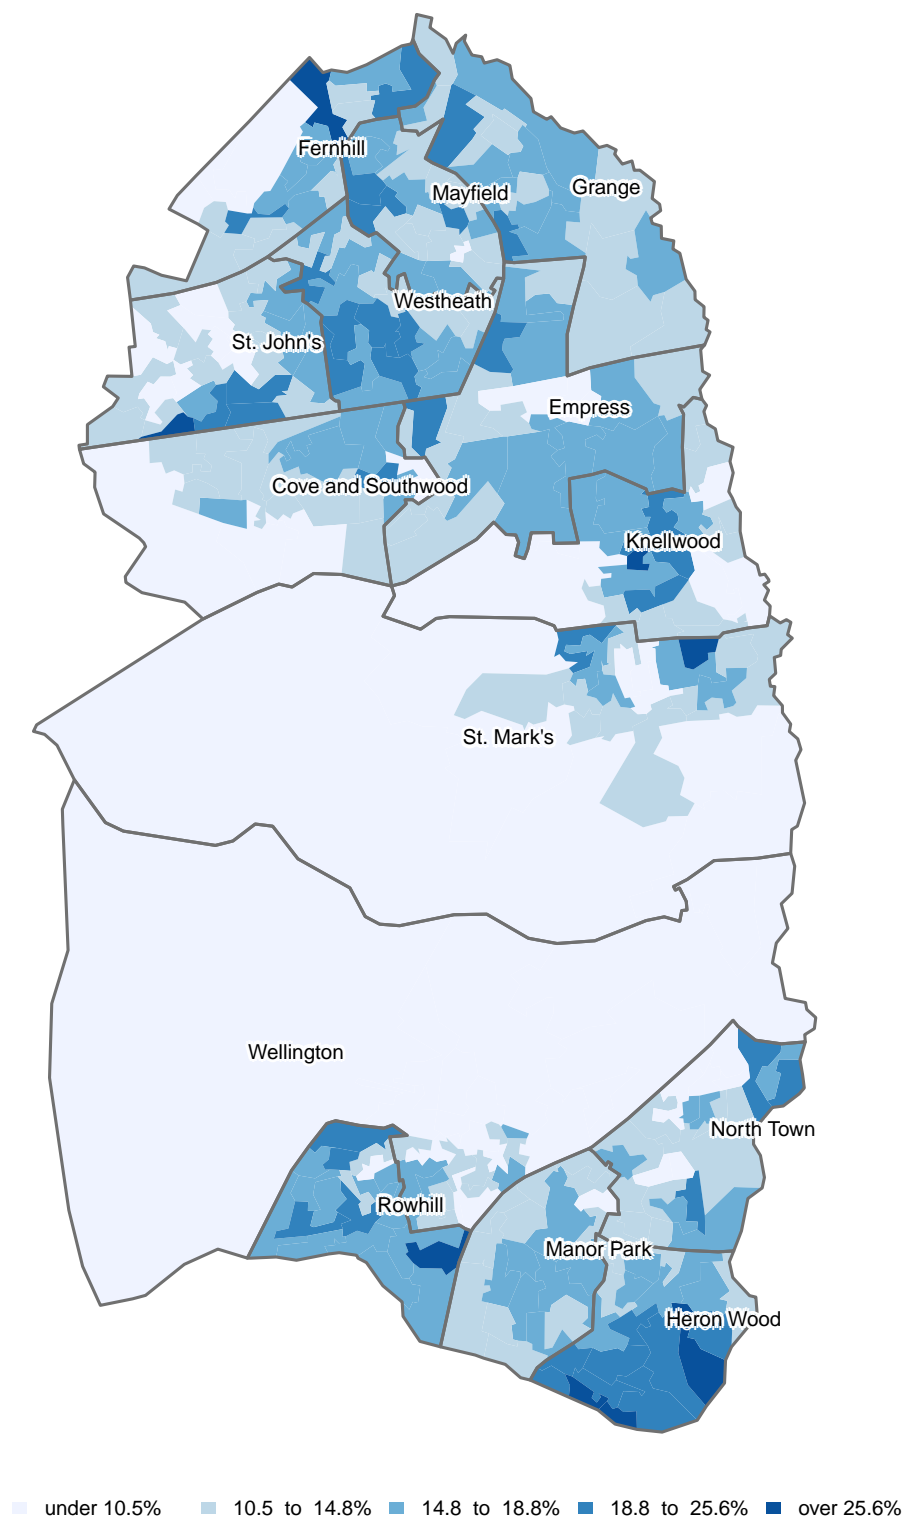 Fernhill
Mayfield
Grange
Westheath
St. John's
Empress
Cove and Southwood
Knellwood
St. Mark's
Wellington
North Town
Rowhill
Manor Park
Heron Wood
under 10.5% 10.5 to 14.8% 14.8 to 18.8% 18.8 to 25.6% over 25.6%